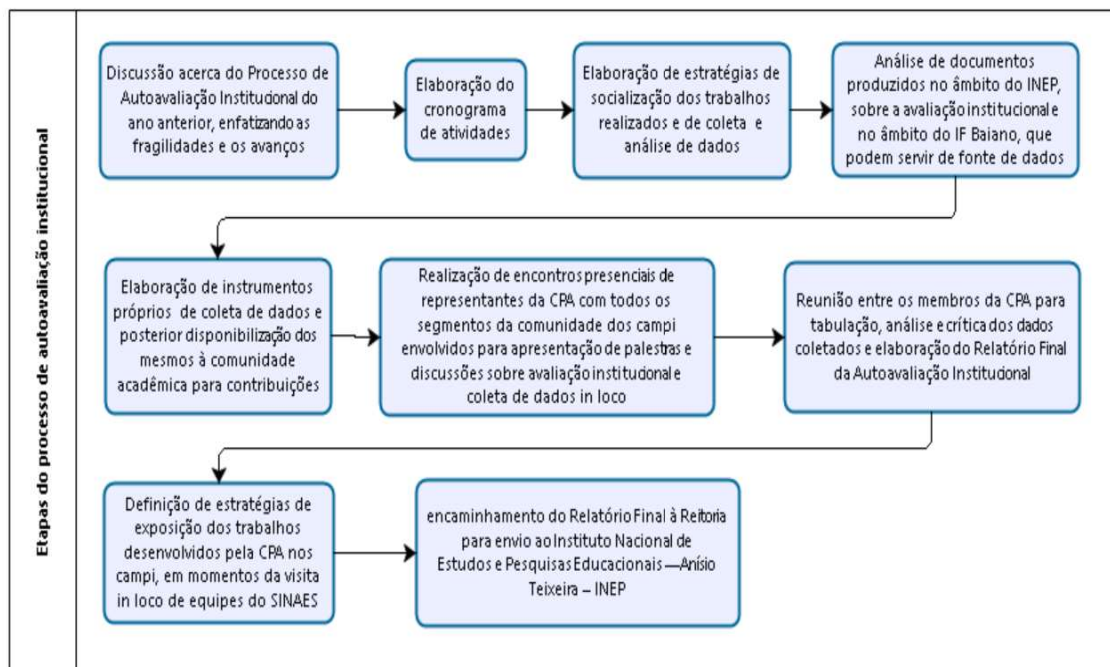 Etapas do processo de autoavaliação institucional
Discussão acerca do Processo de
Autoavaliação Institucional do
ano anterior, enfatizando as
fragilidades e os avanços
Elaboração do
cronograma
de atividades
Elaboração de estratégias de
socialização dos trabalhos
realizados e de coleta e
análise de dados
Análise de documentos
produzidos no âmbito do INEP,
sobre a avaliação institucional e
no âmbito do IF Baiano, que
podem servir de fonte de dados
Elaboração de instrumentos
próprios de coleta de dados e
posterior disponibilização dos
mesmos à comunidade
acadêmica para contribuições
Realização de encontros presenciais de
representantes da CPA com todos os
segmentos da comunidade dos campi
envolvidos para apresentação de palestras e
discussões sobre avaliação institucional e
coleta de dados in loco
Reunião entre os membros da CPA para
tabulação, análise e crítica dos dados
coletados e elaboração do Relatório Final
da Autoavaliação Institucional
Definição de estratégias de
exposição dos trabalhos
desenvolvidos pela CPA nos
campi, em momentos da visita
in loco de equipes do SINAES
encaminhamento do Relatório Final à Reitoria
para envio ao Instituto Nacional de
Estudos e Pesquisas Educacionais —Anísio
Teixeira – INEP